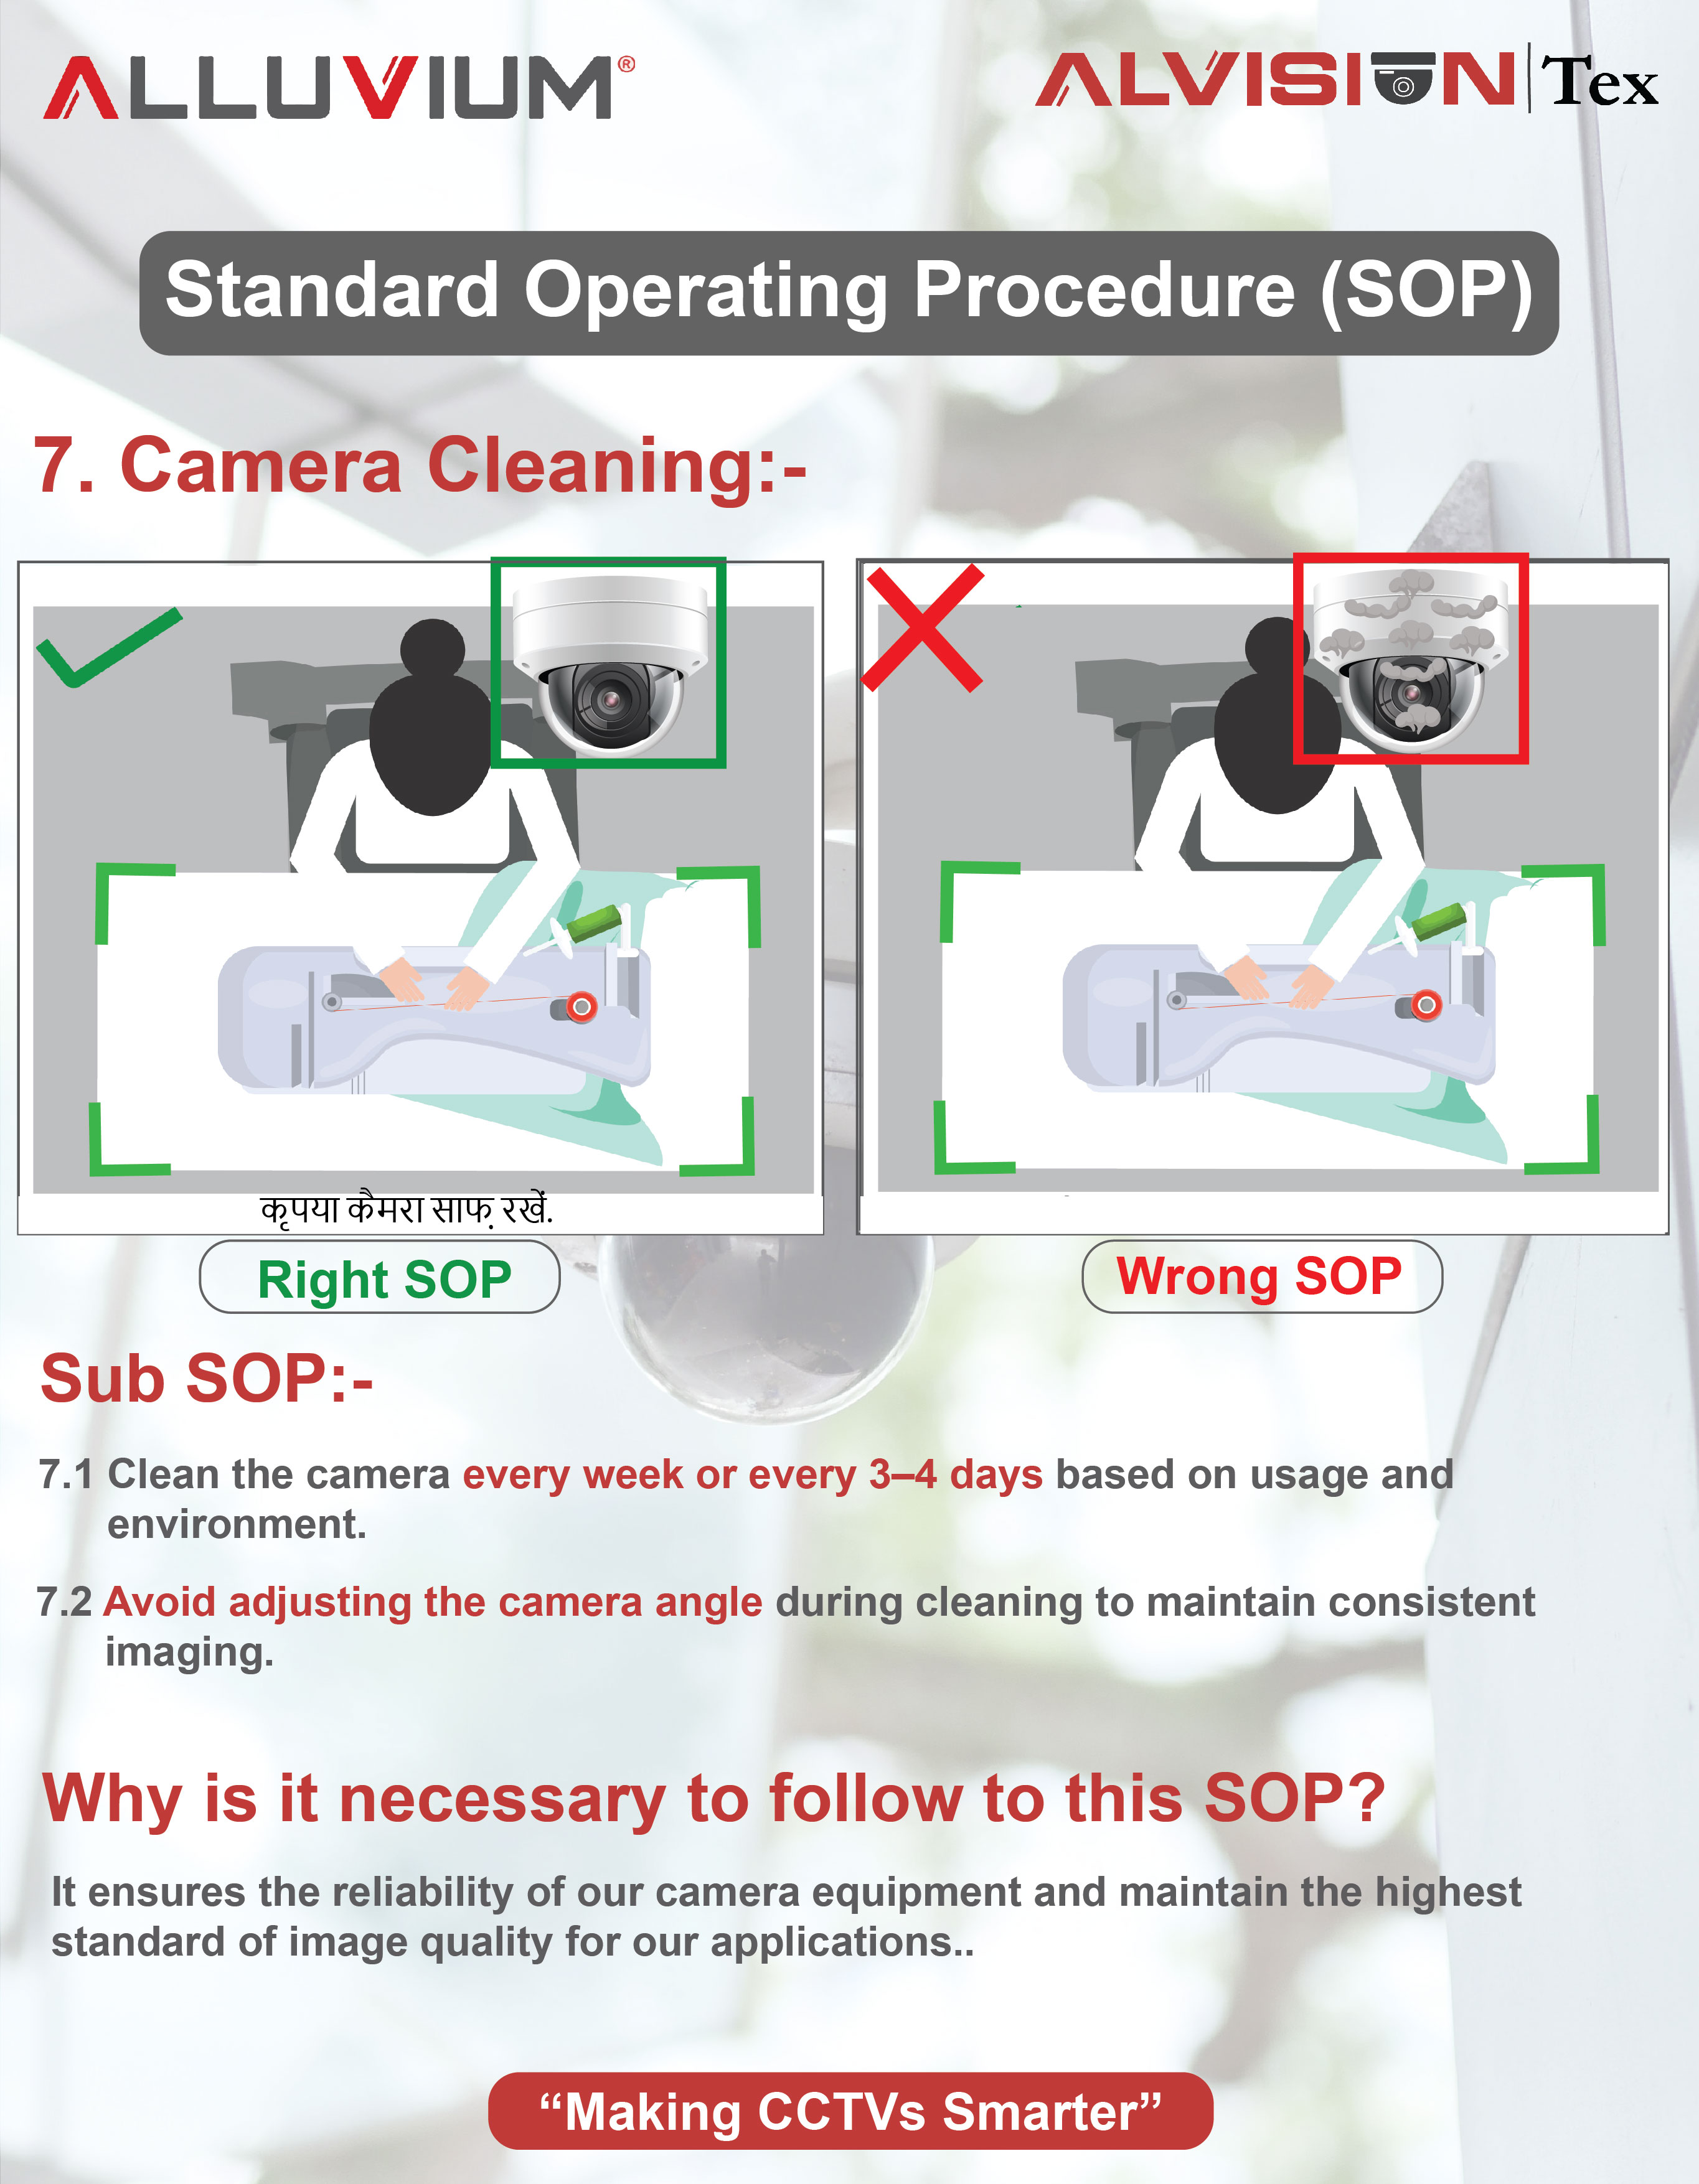 ALLUVIUM®
ALVISION | Tex
Standard Operating Procedure (SOP)
7. Camera Cleaning:-
कृपया कैमरा साफ़ रखें.
Right SOP
Wrong SOP
Sub SOP:-
7.1 Clean the camera every week or every 3–4 days based on usage and
environment.
7.2 Avoid adjusting the camera angle during cleaning to maintain consistent
imaging.
Why is it necessary to follow to this SOP?
It ensures the reliability of our camera equipment and maintain the highest
standard of image quality for our applications..
“Making CCTVs Smarter”